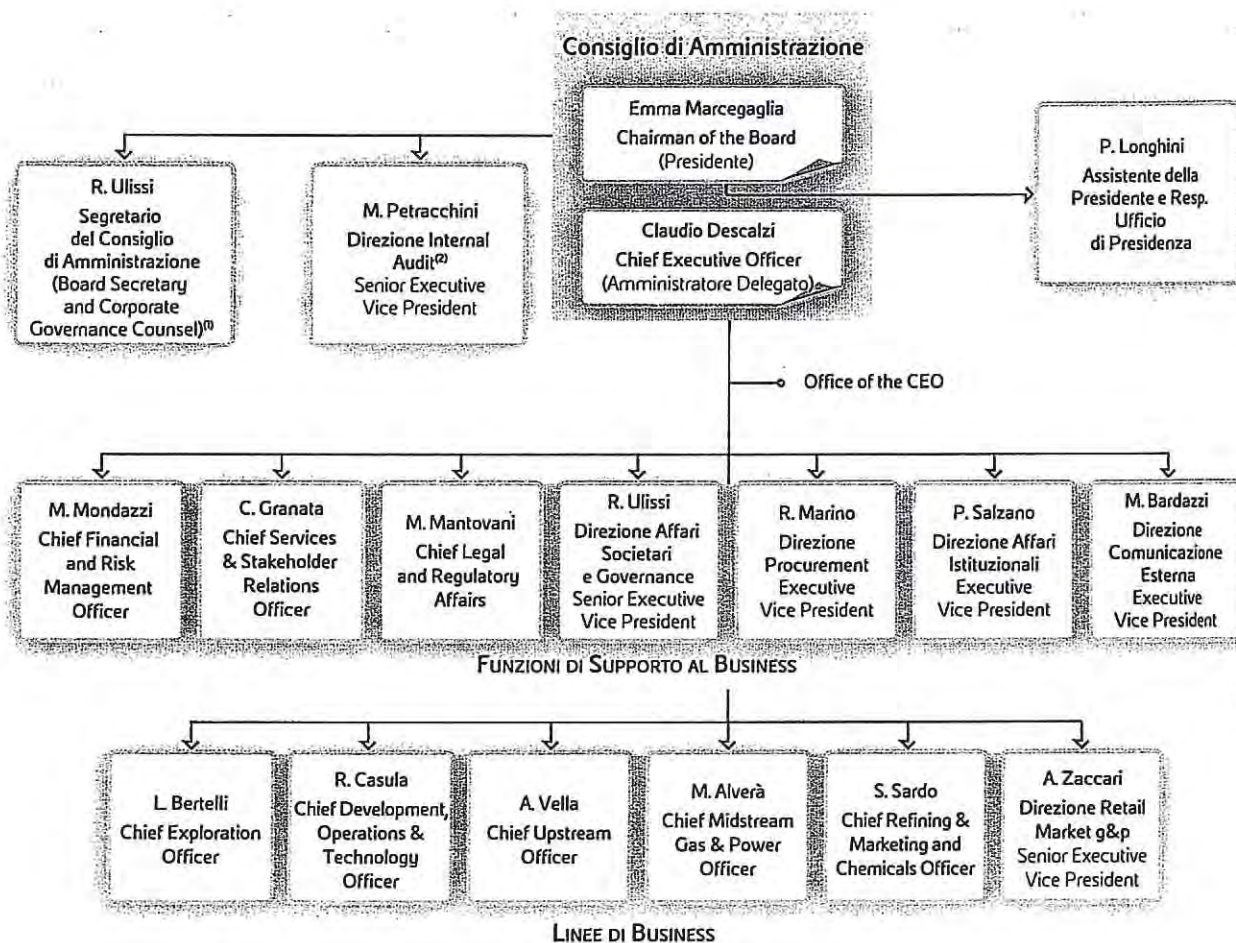 Consiglio di Amministrazione
Emma Marcegaglia
Chairman of the Board
(Presidente)
Claudio Descalzi
Chief Executive Officer
(Amministratore Delegato)
P. Longhini
Assistente della
Presidente e Resp.
Ufficio
di Presidenza
R. Ulissi
Segretario
del Consiglio
di Amministrazione
(Board Secretary
and Corporate
Governance Counsel)⁽¹⁾
M. Petracchini
Direzione Internal
Audit⁽²⁾
Senior Executive
Vice President
Office of the CEO
M. Mondazzi
Chief Financial
and Risk
Management
Officer
C. Granata
Chief Services
& Stakeholder
Relations
Officer
M. Mantovani
Chief Legal
and Regulatory
Affairs
R. Ulissi
Direzione Affari
Societari
e Governance
Senior Executive
Vice President
R. Marino
Direzione
Procurement
Executive
Vice President
P. Salzano
Direzione Affari
Istituzionali
Executive
Vice President
M. Bardazzi
Direzione
Comunicazione
Esterna
Executive
Vice President
FUNZIONI DI SUPPORTO AL BUSINESS
L. Bertelli
Chief Exploration
Officer
R. Casula
Chief Development,
Operations &
Technology
Officer
A. Vella
Chief Upstream
Officer
M. Alverà
Chief Midstream
Gas & Power
Officer
S. Sardo
Chief Refining &
Marketing and
Chemicals Officer
A. Zaccari
Direzione Retail
Market g&p
Senior Executive
Vice President
LINEE DI BUSINESS